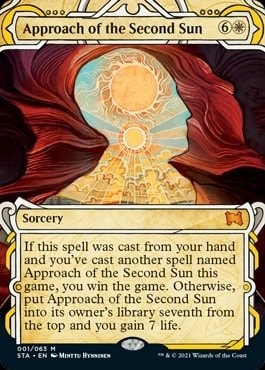 Approach of the Second Sun 6
Sorcery
If this spell was cast from your hand
and you've cast another spell named
Approach of the Second Sun this
game, you win the game. Otherwise,
put Approach of the Second Sun
into its owner's library seventh from
the top and you gain 7 life.
001/063 M
STA • EN MINTTU HYNNINEN
™ & © 2021 Wizards of the Coast